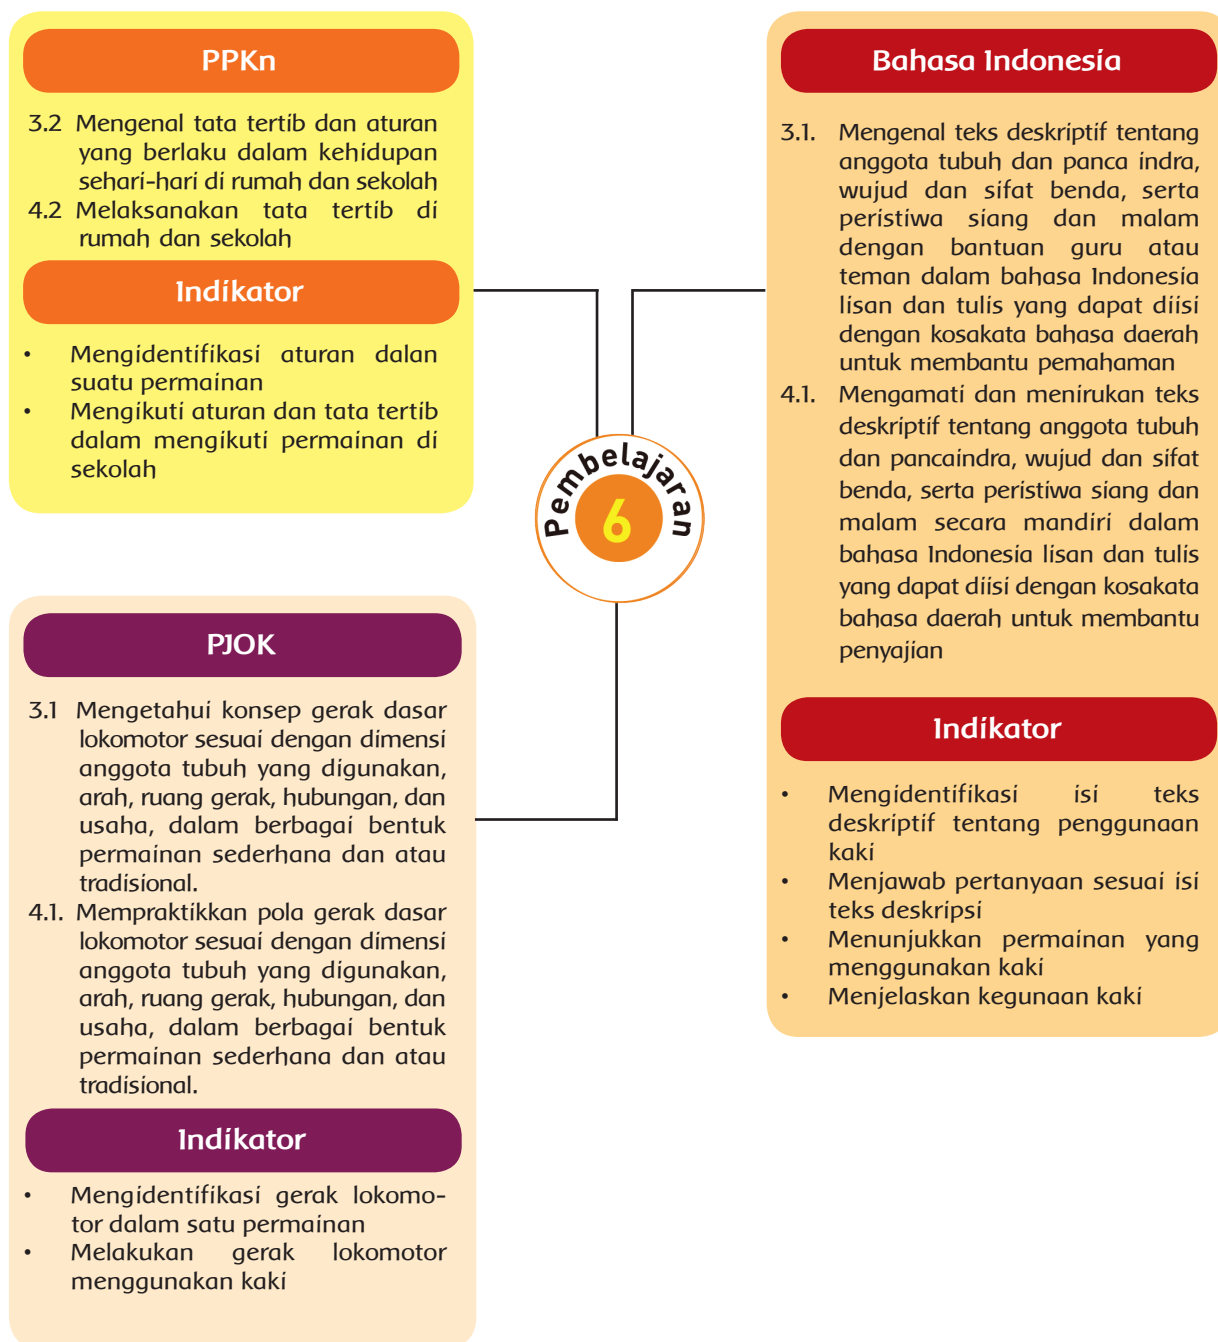 PPKn
3.2 Mengenal tata tertib dan aturan
yang berlaku dalam kehidupan
sehari-hari di rumah dan sekolah
4.2 Melaksanakan tata tertib di
rumah dan sekolah
Indikator
• Mengidentifikasi aturan dalan
suatu permainan
• Mengikuti aturan dan tata tertib
dalam mengikuti permainan di
sekolah
Bahasa Indonesia
3.1. Mengenal teks deskriptif tentang
anggota tubuh dan panca indra,
wujud dan sifat benda, serta
peristiwa siang dan malam
dengan bantuan guru atau
teman dalam bahasa Indonesia
lisan dan tulis yang dapat diisi
dengan kosakata bahasa daerah
untuk membantu pemahaman
4.1. Mengamati dan menirukan teks
deskriptif tentang anggota tubuh
dan pancaindra, wujud dan sifat
benda, serta peristiwa siang dan
malam secara mandiri dalam
bahasa Indonesia lisan dan tulis
yang dapat diisi dengan kosakata
bahasa daerah untuk membantu
penyajian
Indikator
• Mengidentifikasi isi teks
deskriptif tentang penggunaan
kaki
• Menjawab pertanyaan sesuai isi
teks deskripsi
• Menunjukkan permainan yang
menggunakan kaki
• Menjelaskan kegunaan kaki
Pembelajaran
6
PJOK
3.1 Mengetahui konsep gerak dasar
lokomotor sesuai dengan dimensi
anggota tubuh yang digunakan,
arah, ruang gerak, hubungan, dan
usaha, dalam berbagai bentuk
permainan sederhana dan atau
tradisional.
4.1. Mempraktikkan pola gerak dasar
lokomotor sesuai dengan dimensi
anggota tubuh yang digunakan,
arah, ruang gerak, hubungan, dan
usaha, dalam berbagai bentuk
permainan sederhana dan atau
tradisional.
Indikator
• Mengidentifikasi gerak lokomo-
tor dalam satu permainan
• Melakukan gerak lokomotor
menggunakan kaki